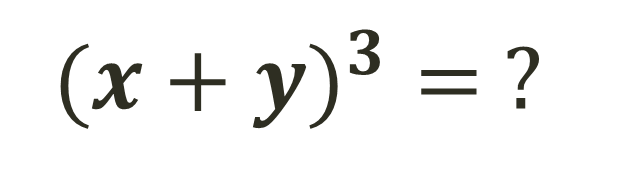 (x + y)³ = ?